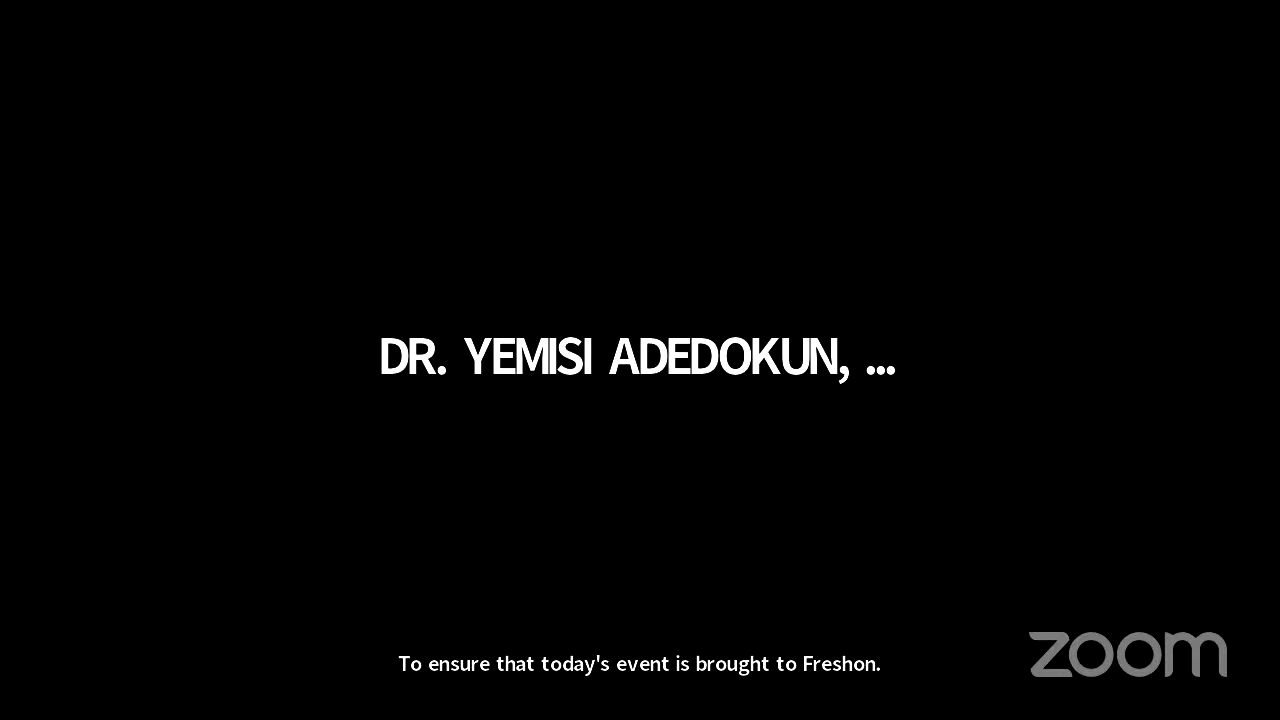 DR. YEMISI ADEDOKUN, ...
To ensure that today's event is brought to Freshon.
zoom